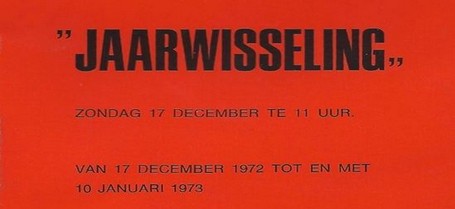 ”JAARWISSELING„
ZONDAG 17 DECEMBER TE 11 UUR.
VAN 17 DECEMBER 1972 TOT EN MET
10 JANUARI 1973